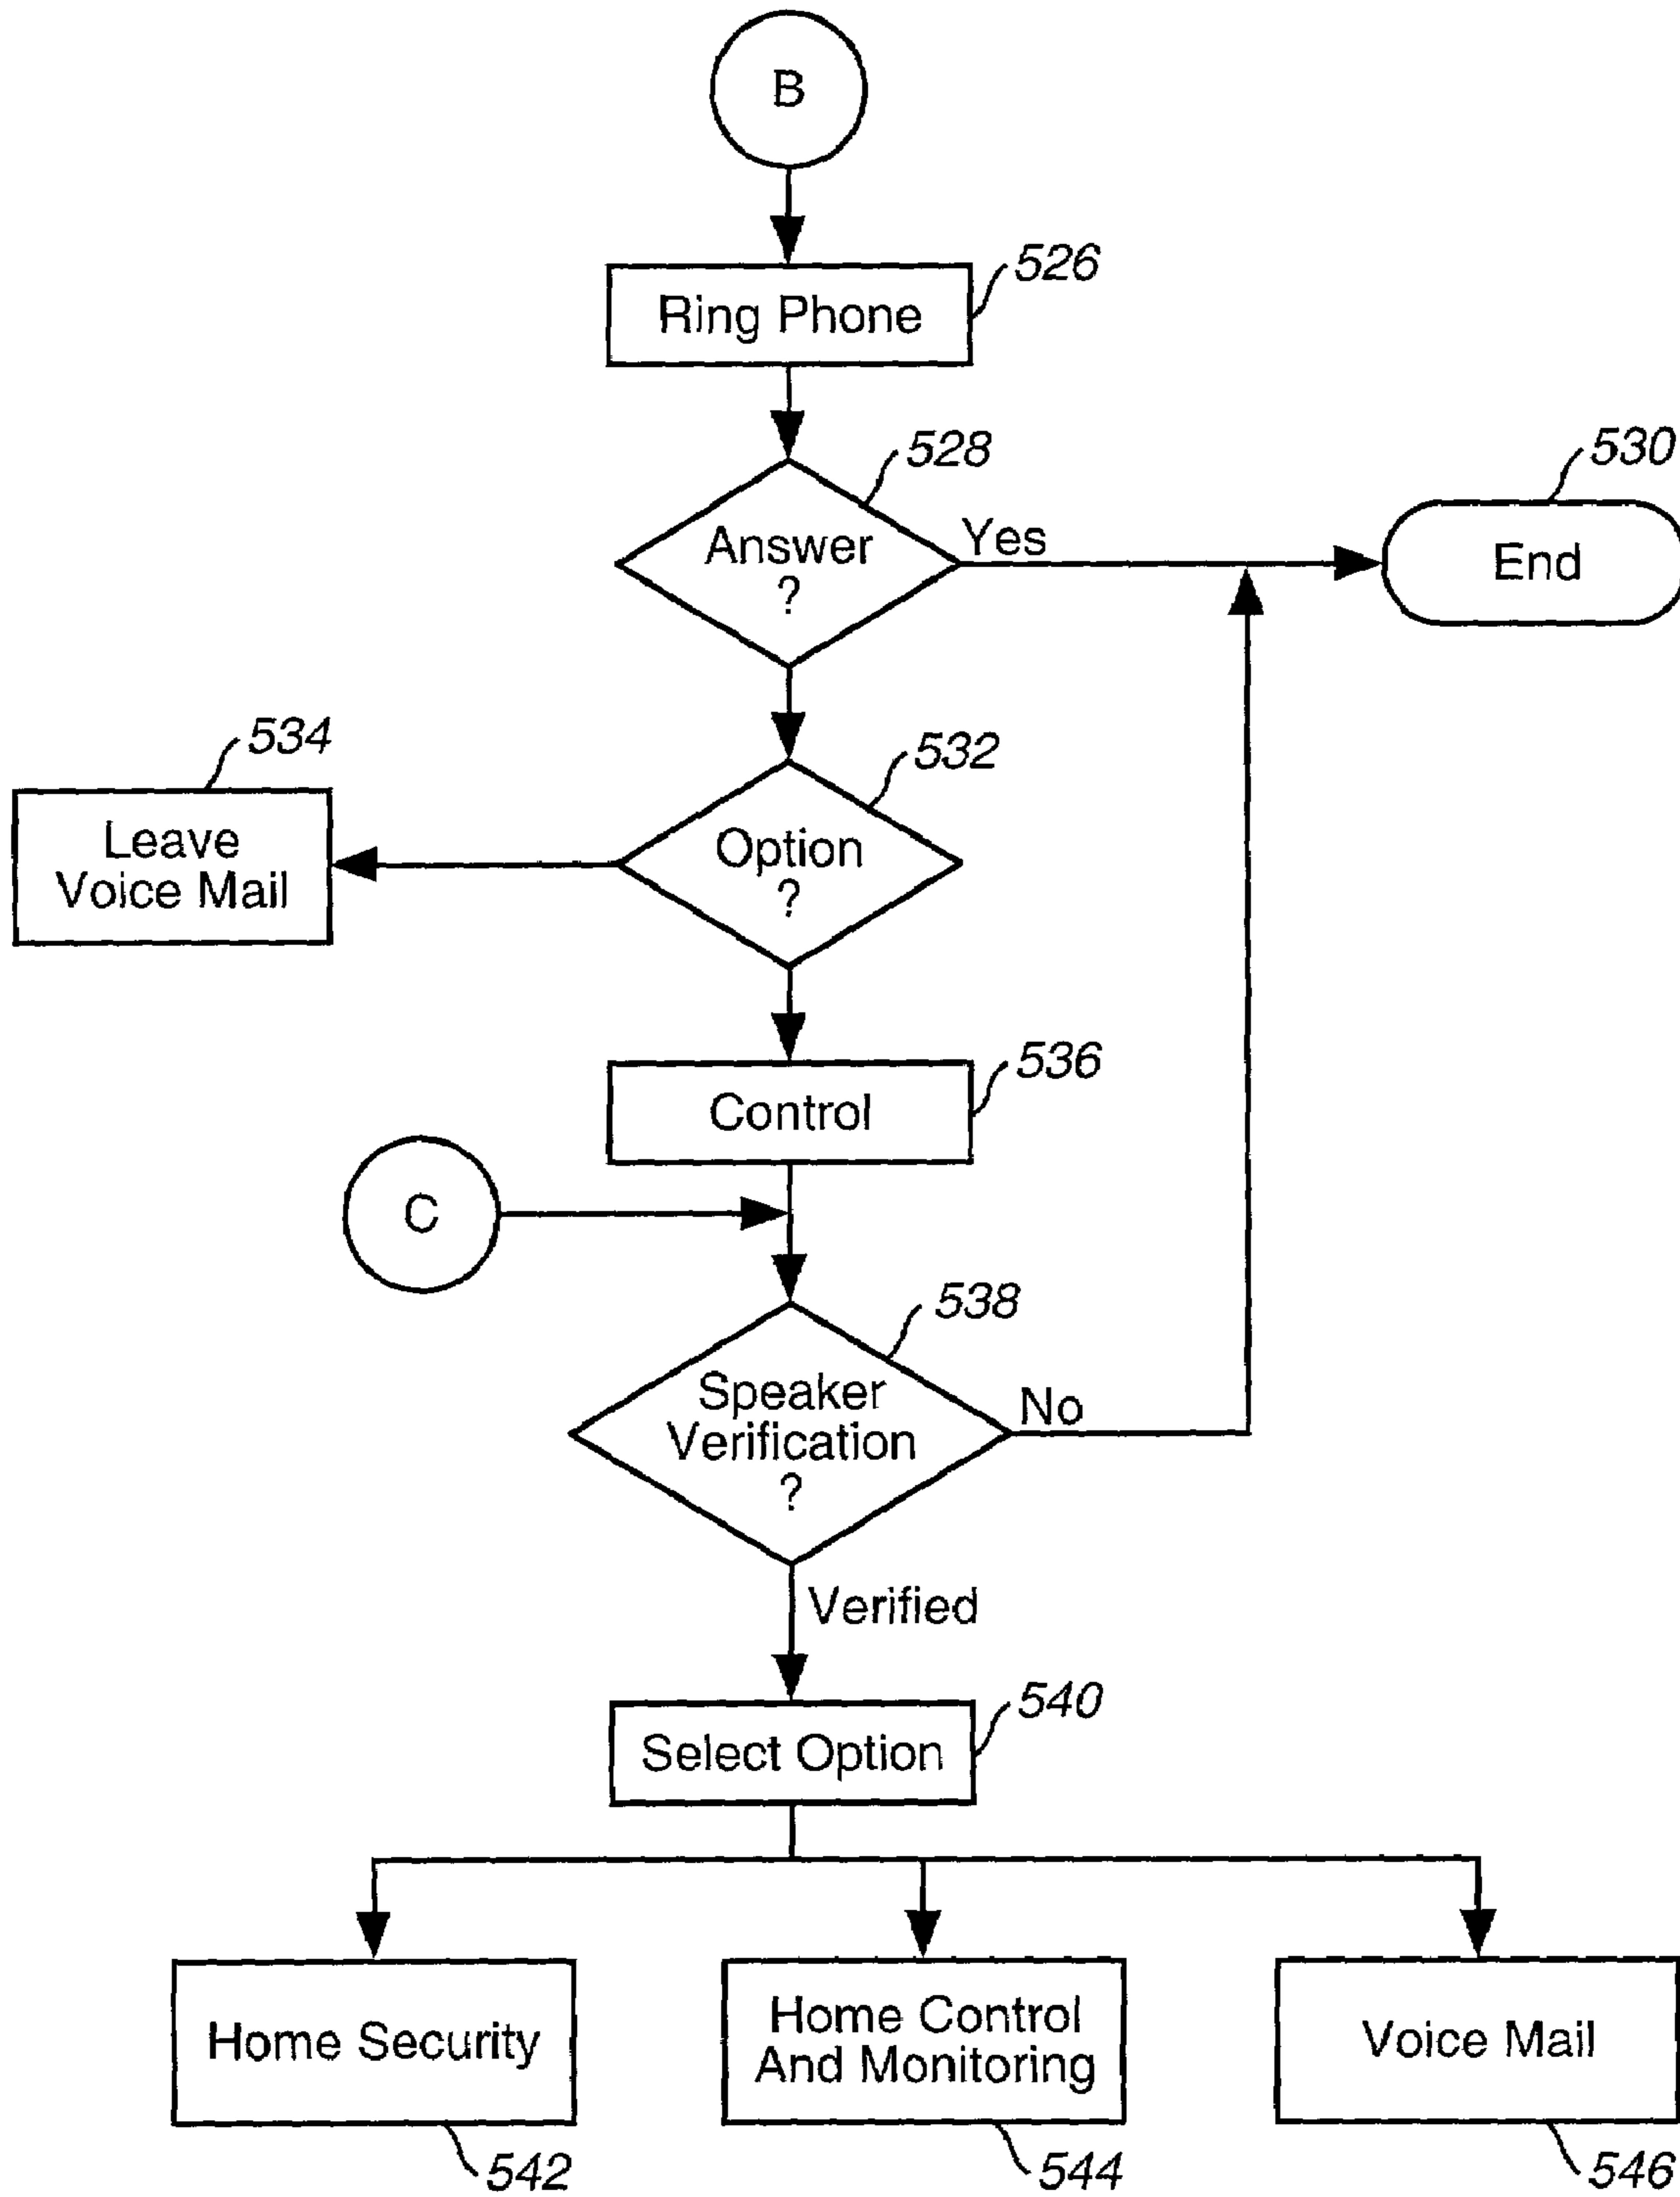 B
526
Ring Phone
528
530
Answer
?
Yes
End
534
532
Leave
Voice Mail
Option
?
536
Control
C
538
Speaker
Verification
?
No
Verified
540
Select Option
Home Security
Home Control
And Monitoring
Voice Mail
542
544
546